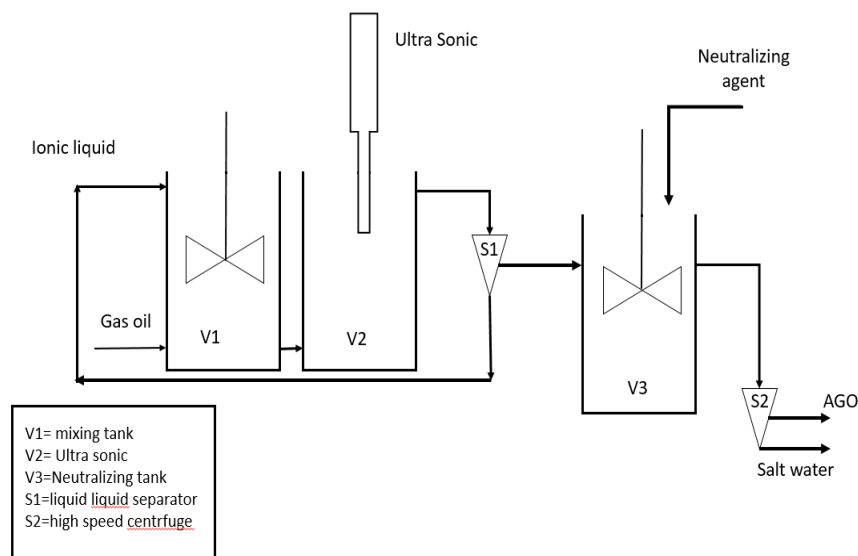 Ultra Sonic
Neutralizing
agent
Ionic liquid
S1
Gas oil
V1
V2
V3
S2
AGO
Salt water
V1= mixing tank
V2= Ultra sonic
V3=Neutralizing tank
S1=liquid liquid separator
S2=high speed centrfuge